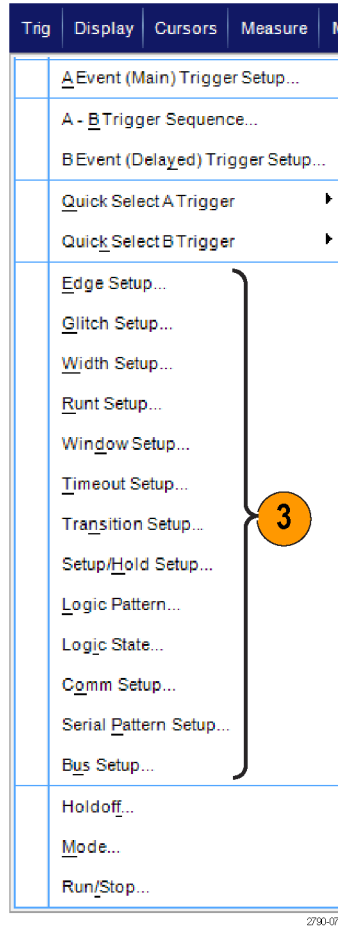 Trig Display Cursors Measure M
A Event (Main) Trigger Setup...
A - B Trigger Sequence...
B Event (Delayed) Trigger Setup...
Quick Select A Trigger
Quick Select B Trigger
Edge Setup...
Glitch Setup...
Width Setup...
Runt Setup...
Window Setup...
Timeout Setup...
Transition Setup...
3
Setup/Hold Setup...
Logic Pattern...
Logic State...
Comm Setup...
Serial Pattern Setup...
Bus Setup...
Holdoff...
Mode...
Run/Stop...
2790-07